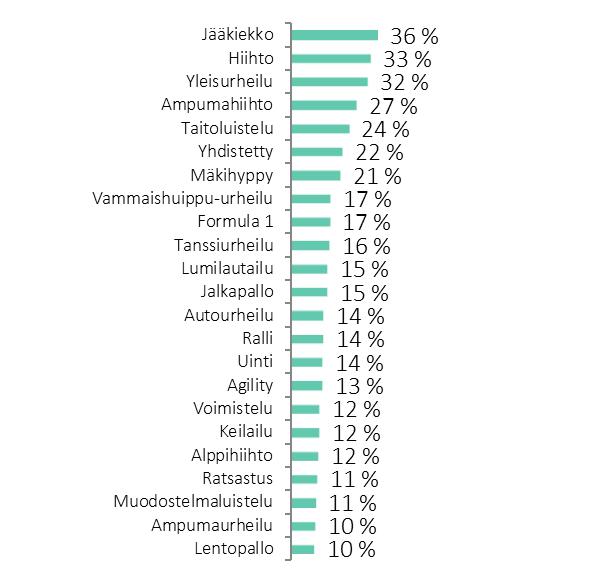 Jääkiekko 36 %
Hiihto 33 %
Yleisurheilu 32 %
Ampumahiihto 27 %
Taitoluistelu 24 %
Yhdistetty 22 %
Mäkihyppy 21 %
Vammaishuippu-urheilu 17 %
Formula 1 17 %
Tanssiurheilu 16 %
Lumilautailu 15 %
Jalkapallo 15 %
Autourheilu 14 %
Ralli 14 %
Uinti 14 %
Agility 13 %
Voimistelu 12 %
Keilailu 12 %
Alppihiihto 12 %
Ratsastus 11 %
Muodostelmaluistelu 11 %
Ampumaurheilu 10 %
Lentopallo 10 %